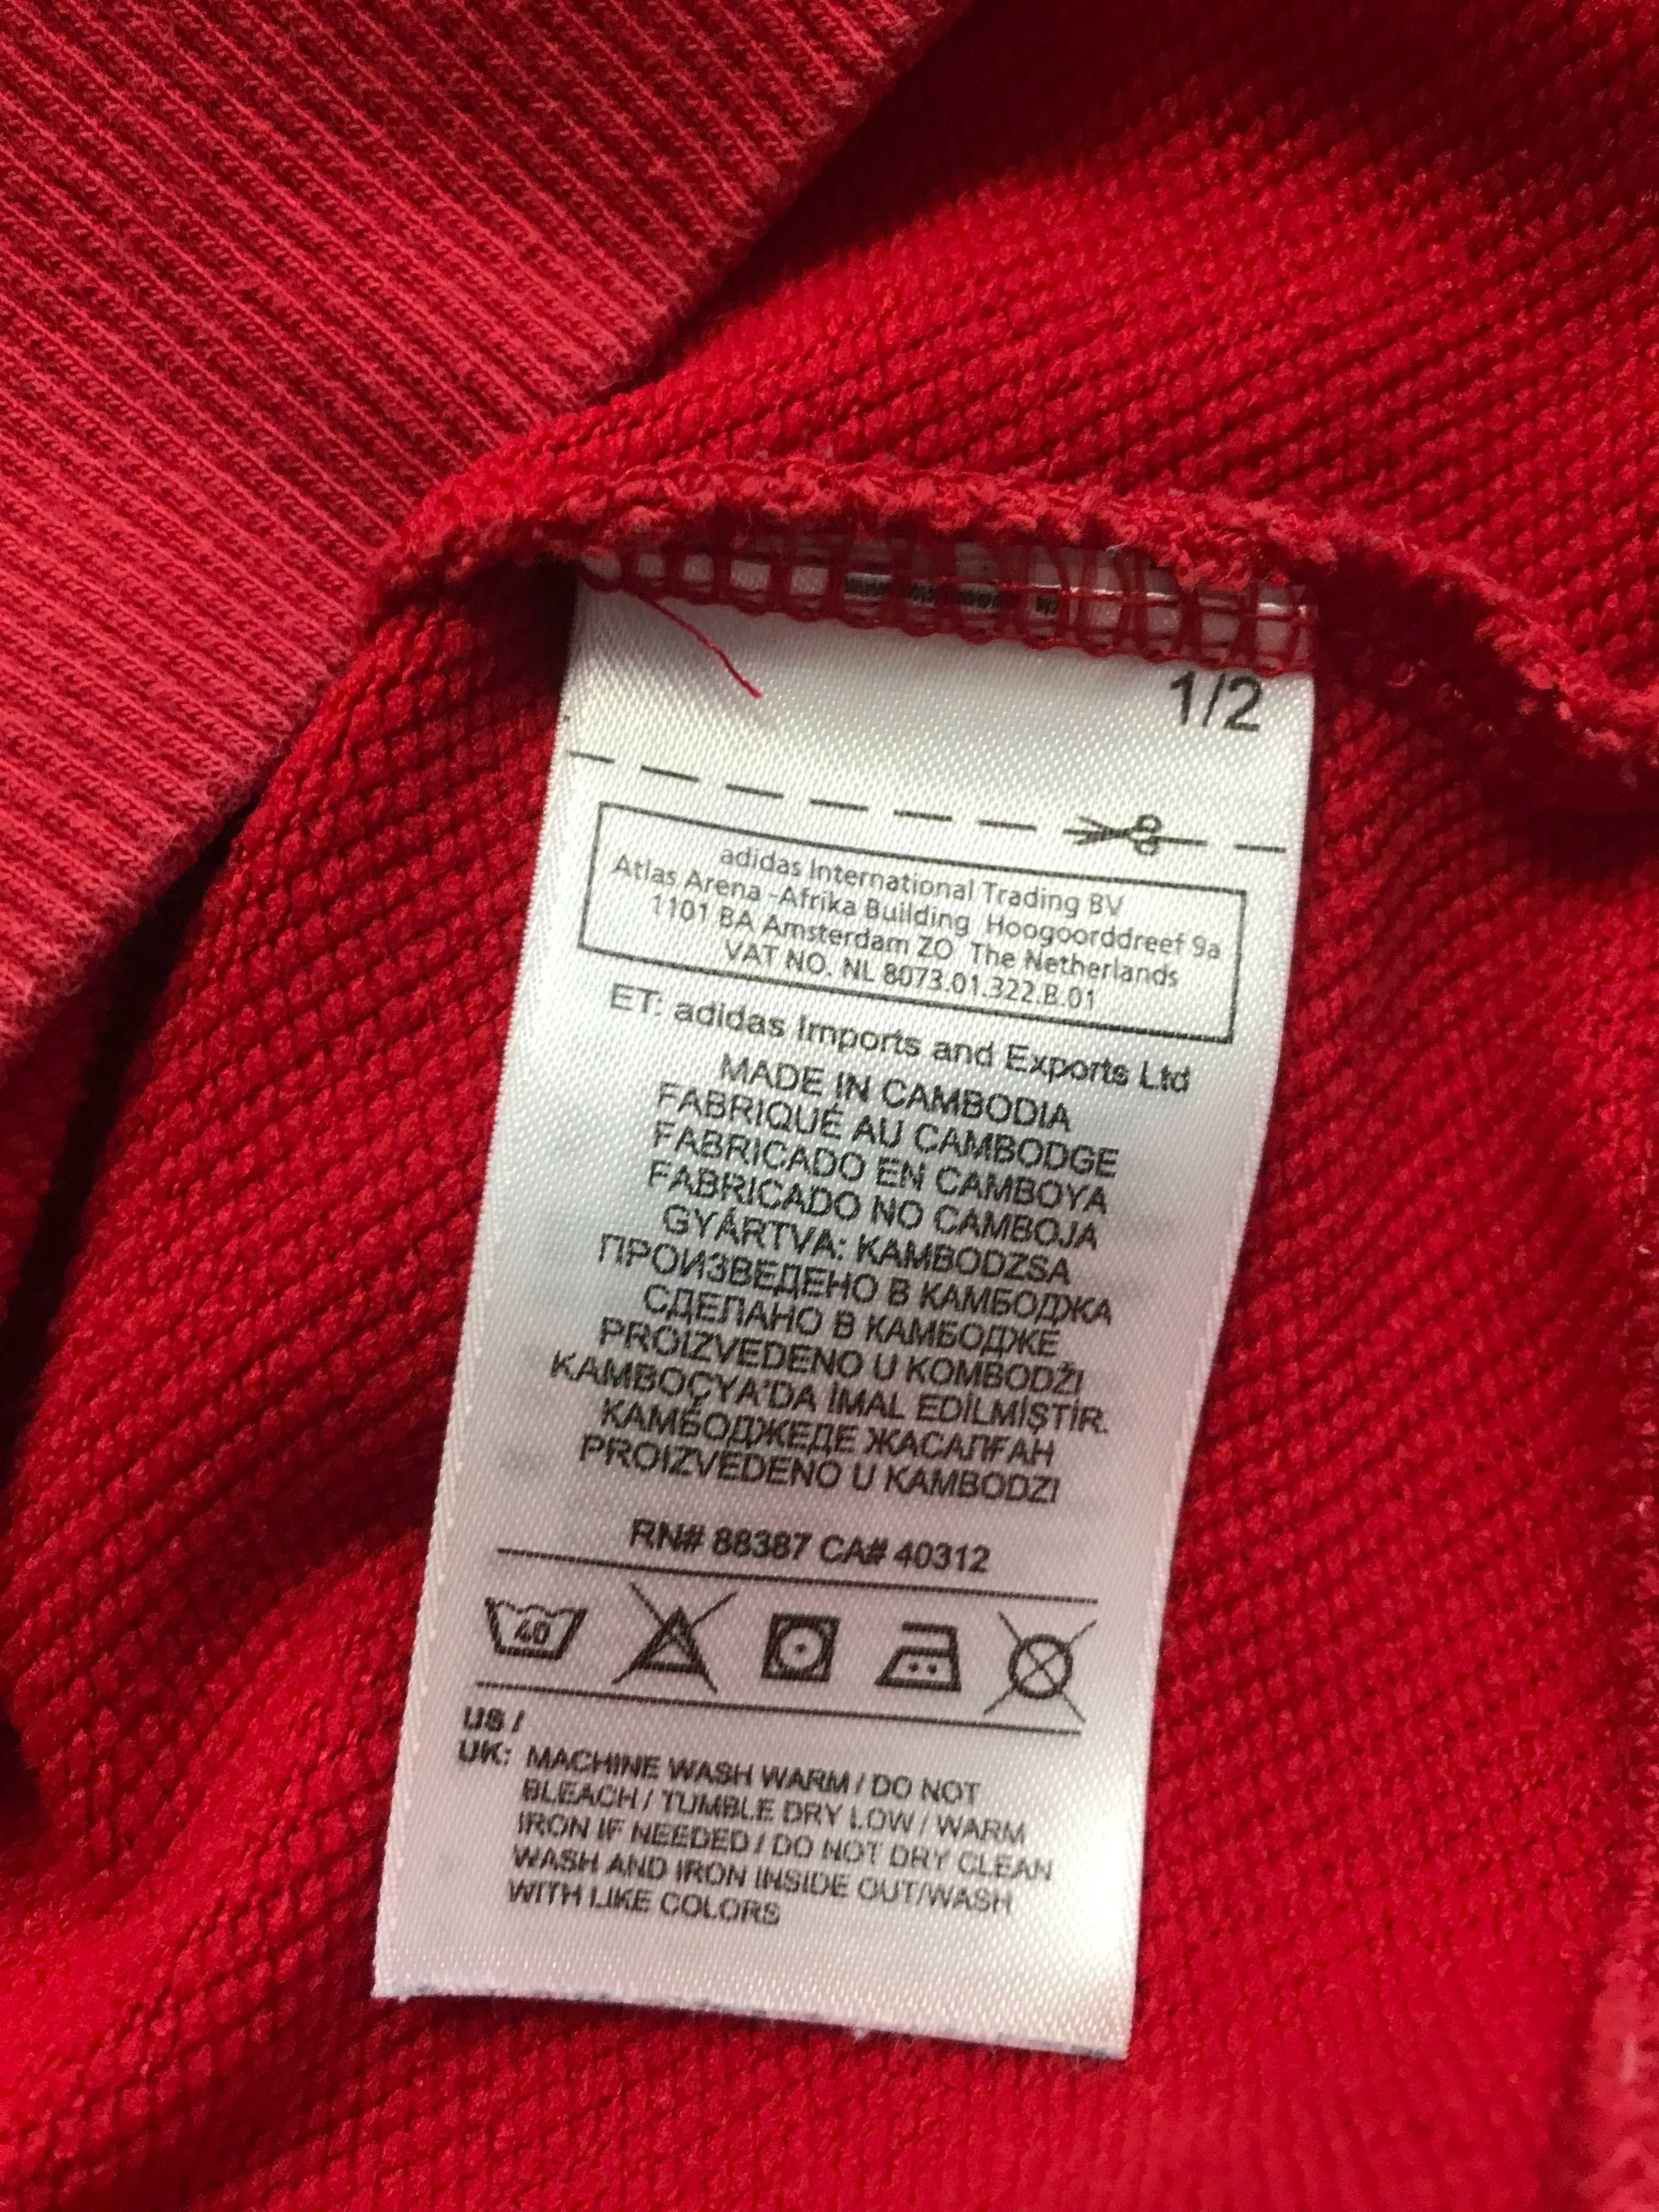 1/2
adidas International Trading BV
Atlas Arena -Afrika Building Hoogoorddreef 9a
1101 BA Amsterdam ZO The Netherlands
VAT NO. NL 8073.01.322.B.01
ET: adidas Imports and Exports Ltd
MADE IN CAMBODIA
FABRIQUÉ AU CAMBODGE
FABRICADO EN CAMBOYA
FABRICADO NO CAMBOJA
GYÁRTVA: KAMBODZSA
ПРОИЗВЕДЕНО В КАМБОДЖА
СДЕЛАНО В КАМБОДЖЕ
PROIZVEDENO U KOMBODŽI
KAMBOÇYA'DA İMAL EDİLMİŞTİR.
КАМБОДЖЕДЕ ЖАСАЛҒАН
PROIZVEDENO U KAMBODZI
RN# 88387 CA# 40312
40
US /
UK: MACHINE WASH WARM / DO NOT
BLEACH / TUMBLE DRY LOW / WARM
IRON IF NEEDED / DO NOT DRY CLEAN
WASH AND IRON INSIDE OUT/WASH
WITH LIKE COLORS